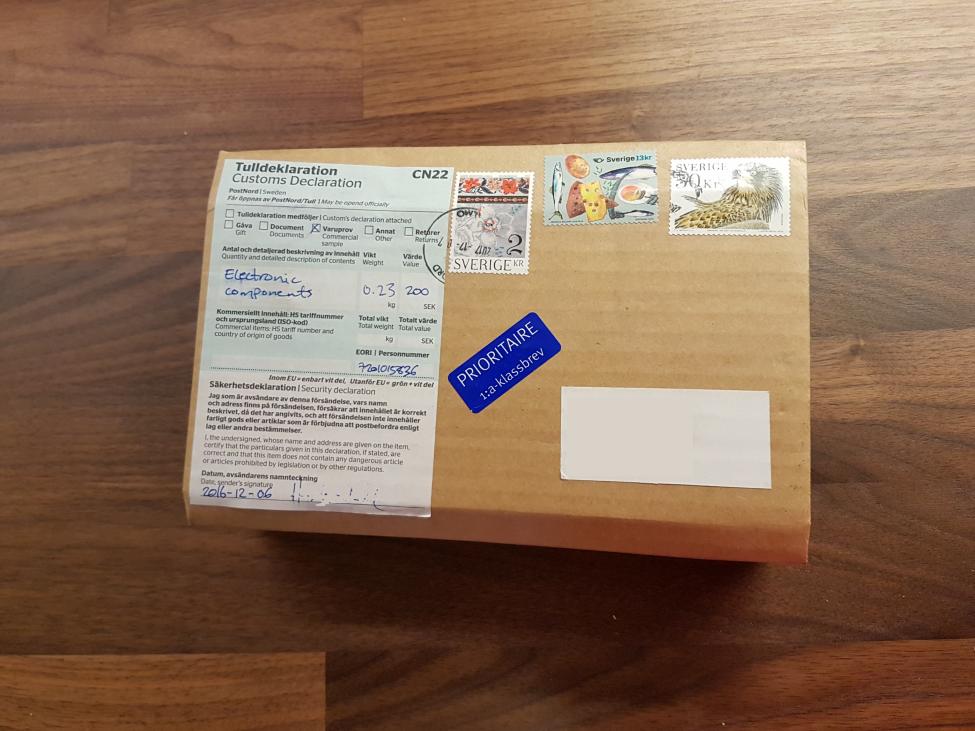 Tulldeklaration
Customs Declaration
CN22
PostNord | Sweden
Får öppnas av PostNord/Tull | May be opend officially
Tulldeklaration medföljer | Custom's declaration attached
Gåva
Gift
Document
Documents
Varuprov
Commercial
sample
Annat
Other
Returer
Returns
Antal och detaljerad beskrivning av innehåll
Quantity and detailed description of contents
Vikt
Weight
Värde
Value
Electronic
components
0.23
kg
200
SEK
Kommersiellt innehåll: HS tariffnummer
och ursprungsland (ISO-kod)
Commercial items: HS tariff number and
country of origin of goods
Total vikt
Total weight
kg
Totalt värde
Total value
SEK
EORI | Personnummer
7201015836
Inom EU = enbart vit del, Utanför EU = grön + vit del
Säkerhetsdeklaration | Security declaration
Jag som är avsändare av denna försändelse, vars namn
och adress finns på försändelsen, försäkrar att innehållet är korrekt
beskrivet, då det har angivits, och att försändelsen inte innehåller
farligt gods eller artiklar som är förbjudna att postbefordra enligt
lag eller andra bestämmelser.
I, the undersigned, whose name and address are given on the item,
certify that the particulars given in this declaration, if stated, are
correct and that this item does not contain any dangerous article
or articles prohibited by legislation or by other regulations.
Datum, avsändarens namnteckning
Date, sender's signature
2016-12-06
2
SVERIGE KR
Sverige 13kr
SVERIGE
Kr
PRIORITAIRE
1:a-klassbrev